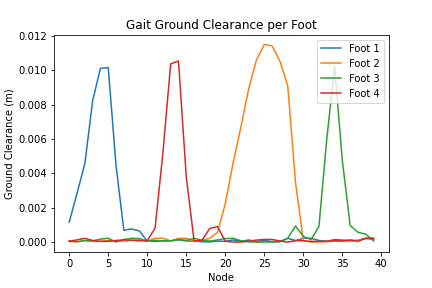 Gait Ground Clearance per Foot
Ground Clearance (m)
0.012
0.010
0.008
0.006
0.004
0.002
0.000
Foot 1
Foot 2
Foot 3
Foot 4
0 5 10 15 20 25 30 35 40
Node